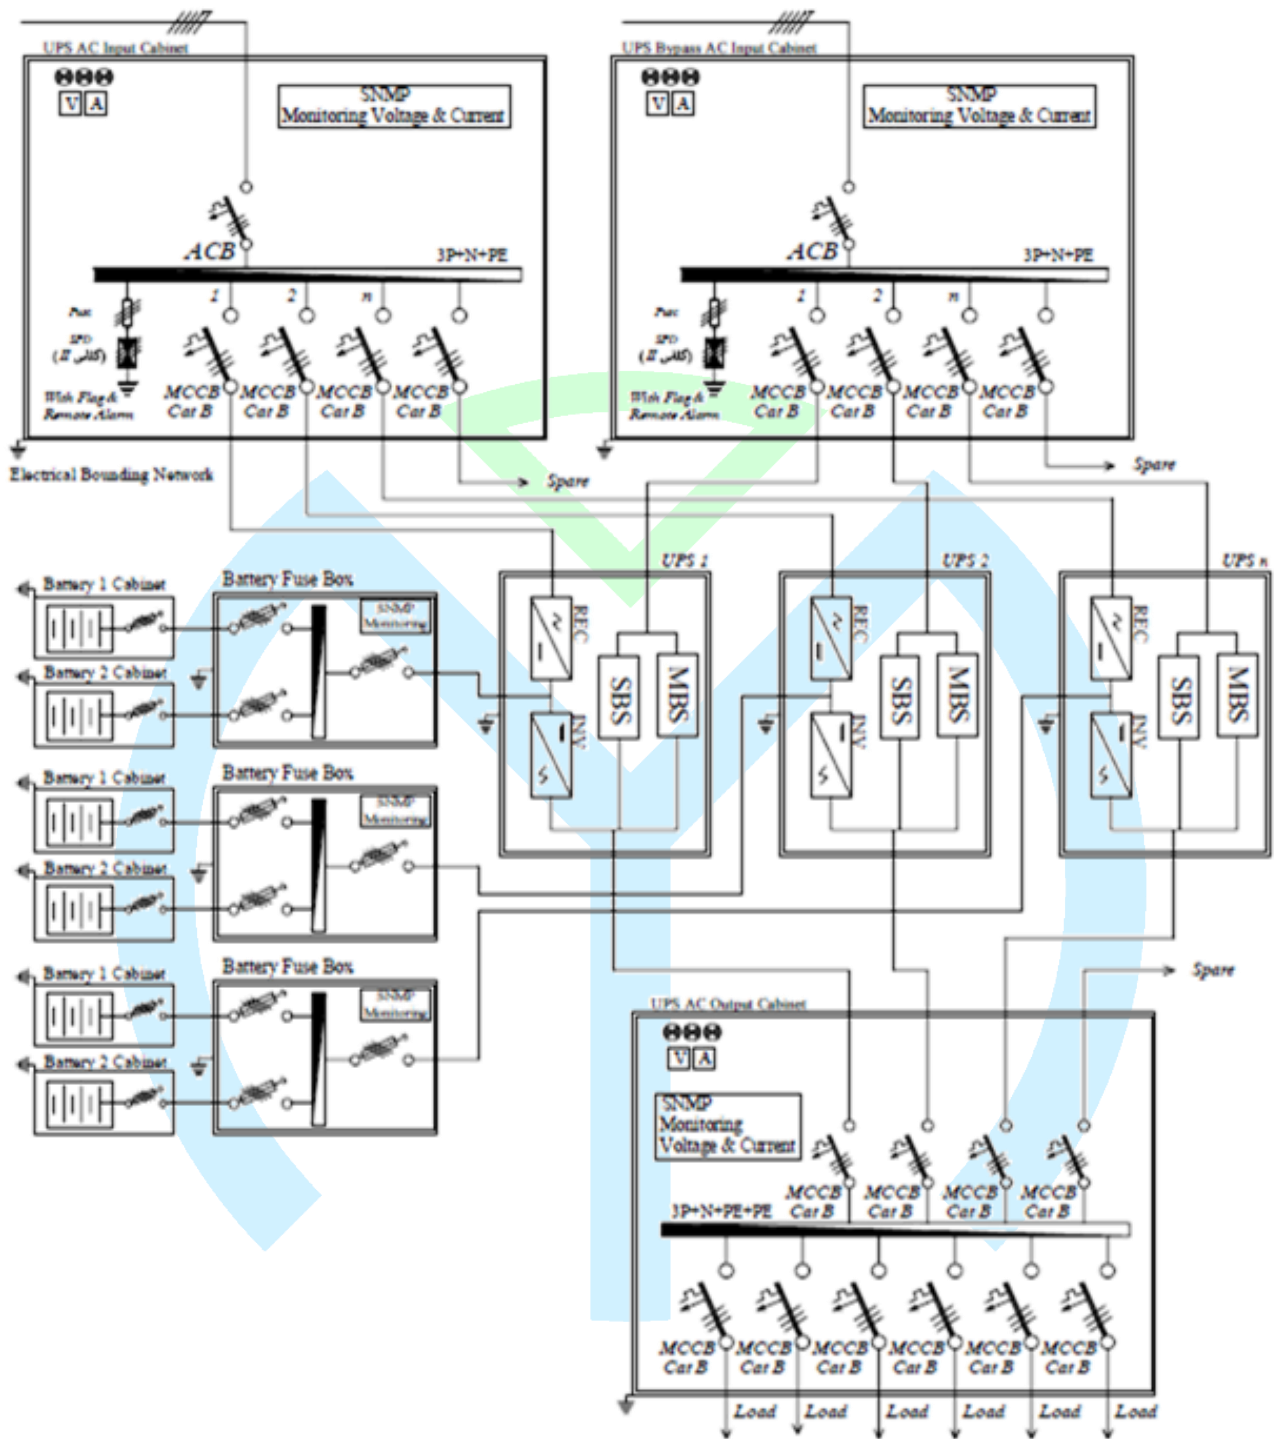 UPS AC Input Cabinet
V A
SNMP
Monitoring Voltage & Current
ACB
3P+N+PE
1 2 n
Fuse
SPD
(کلاس II)
With Flag &
Remote Alarm
MCCB MCCB MCCB MCCB
Cat B Cat B Cat B Cat B
Electrical Bounding Network
Spare
UPS Bypass AC Input Cabinet
V A
SNMP
Monitoring Voltage & Current
ACB
3P+N+PE
1 2 n
Fuse
SPD
(کلاس II)
With Flag &
Remote Alarm
MCCB MCCB MCCB MCCB
Cat B Cat B Cat B Cat B
Spare
UPS 1
REC
INV
SBS
MBS
UPS 2
REC
INV
SBS
MBS
UPS n
REC
INV
SBS
MBS
Battery 1 Cabinet
Battery 2 Cabinet
Battery Fuse Box
SNMP
Monitoring
Battery 1 Cabinet
Battery 2 Cabinet
Battery Fuse Box
SNMP
Monitoring
Battery 1 Cabinet
Battery 2 Cabinet
Battery Fuse Box
SNMP
Monitoring
Spare
UPS AC Output Cabinet
V A
SNMP
Monitoring
Voltage & Current
MCCB MCCB MCCB MCCB
Cat B Cat B Cat B Cat B
3P+N+PE+PE
MCCB MCCB MCCB MCCB MCCB MCCB
Cat B Cat B Cat B Cat B Cat B Cat B
Load Load Load Load Load Load